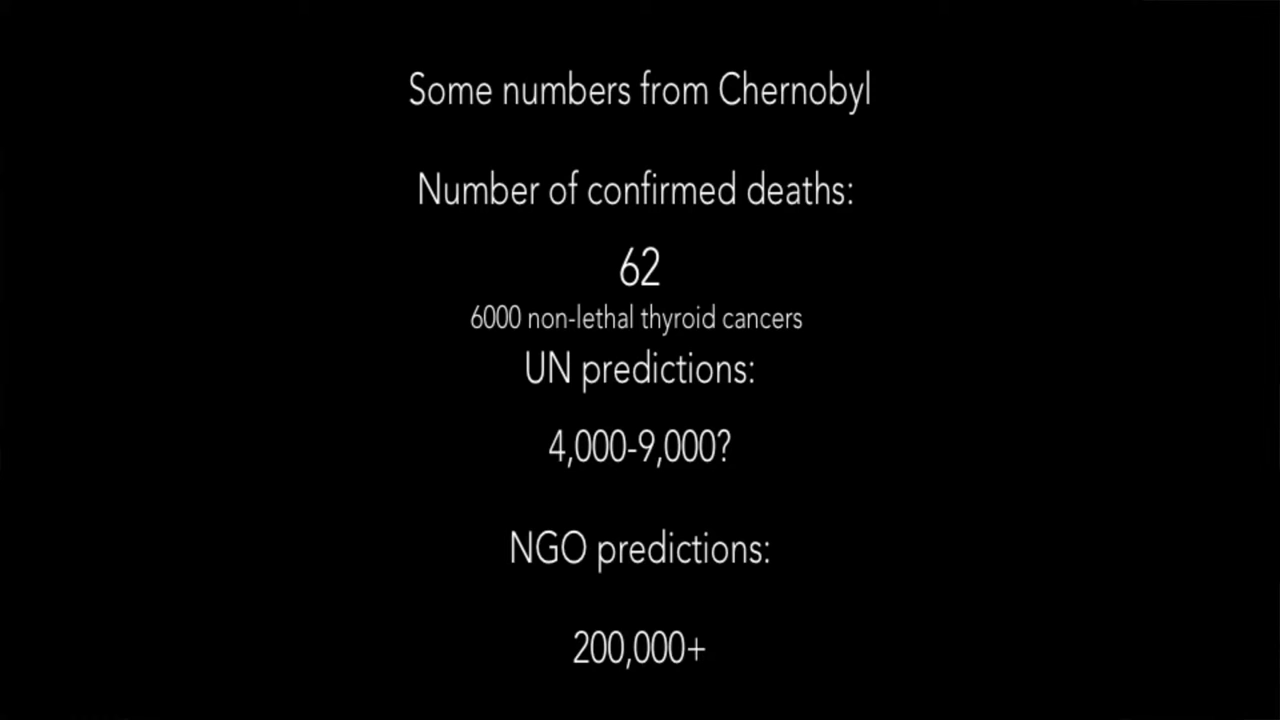 Some numbers from Chernobyl
Number of confirmed deaths:
62
6000 non-lethal thyroid cancers
UN predictions:
4,000-9,000?
NGO predictions:
200,000+